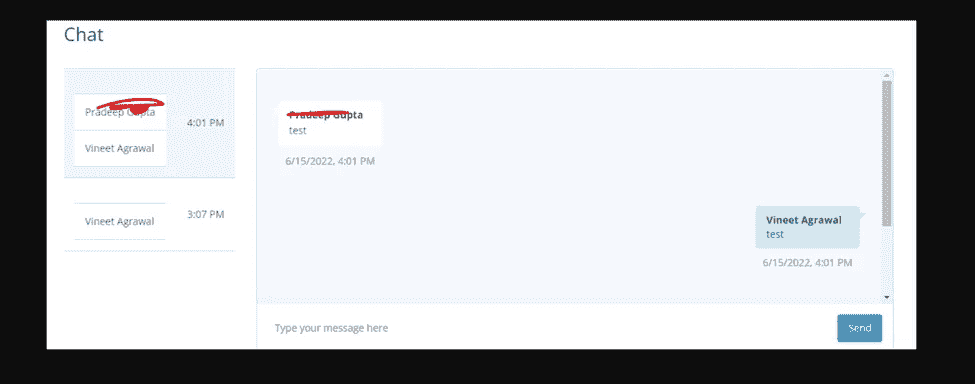 Chat
Pradeep Gupta
4:01 PM
Vineet Agrawal
Vineet Agrawal
3:07 PM
Pradeep Gupta
test
6/15/2022, 4:01 PM
Vineet Agrawal
test
6/15/2022, 4:01 PM
Type your message here
Send